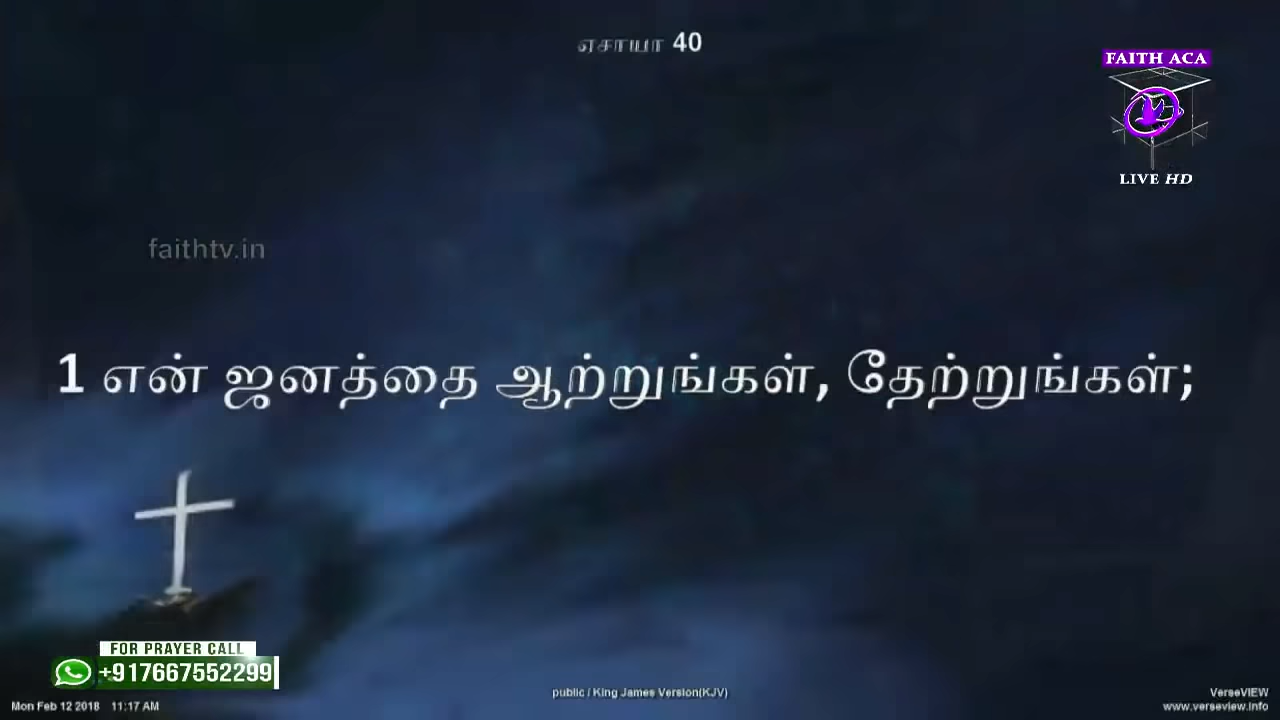 எசாயா 40
FAITH ACA
LIVE HD
faithtv.in
1 என் ஜனத்தை ஆற்றுங்கள், தேற்றுங்கள்;
FOR PRAYER CALL
+917667552299
public / King James Version(KJV)
VerseVIEW
Mon Feb 12 2018 11:17 AM
www.verseview.info